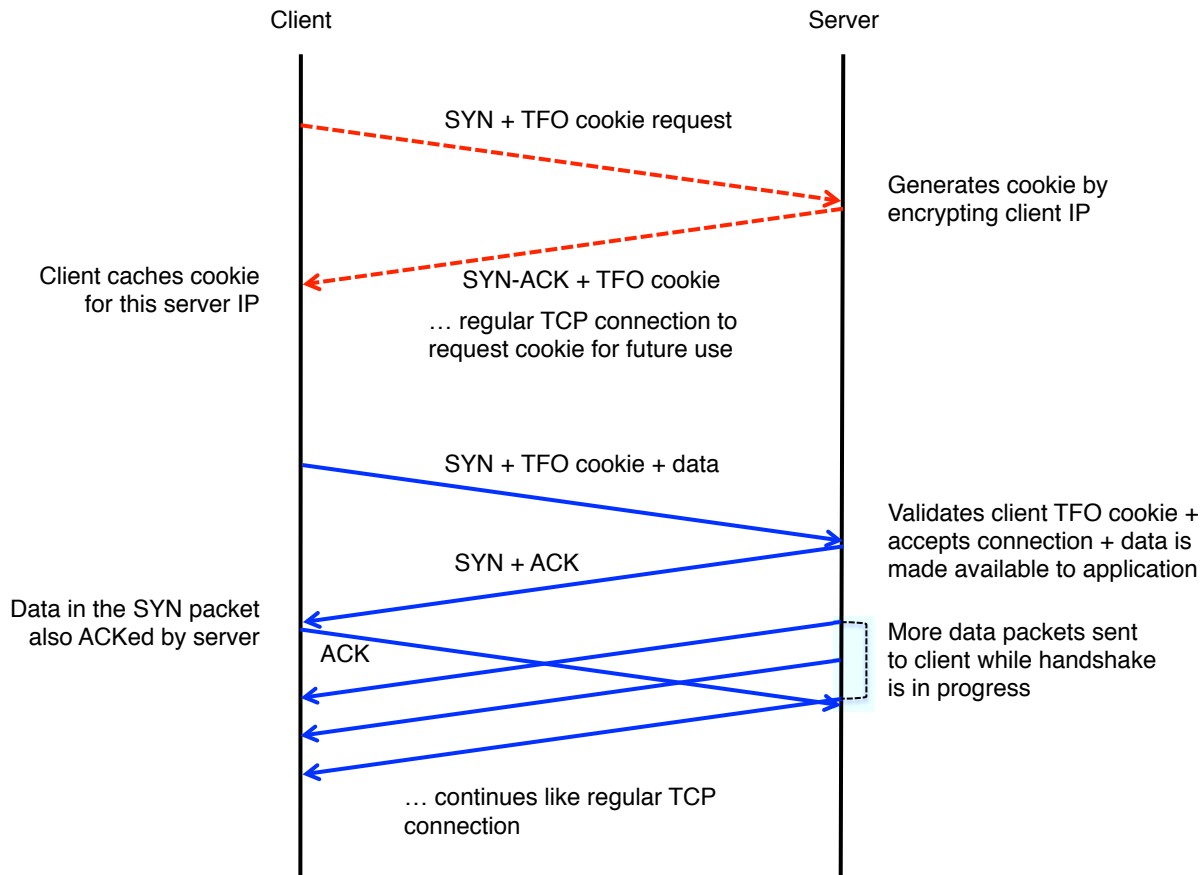 Client
Server
SYN + TFO cookie request
Generates cookie by
encrypting client IP
Client caches cookie
for this server IP
SYN-ACK + TFO cookie
… regular TCP connection to
request cookie for future use
SYN + TFO cookie + data
Validates client TFO cookie +
accepts connection + data is
made available to application
SYN + ACK
Data in the SYN packet
also ACKed by server
ACK
More data packets sent
to client while handshake
is in progress
… continues like regular TCP
connection